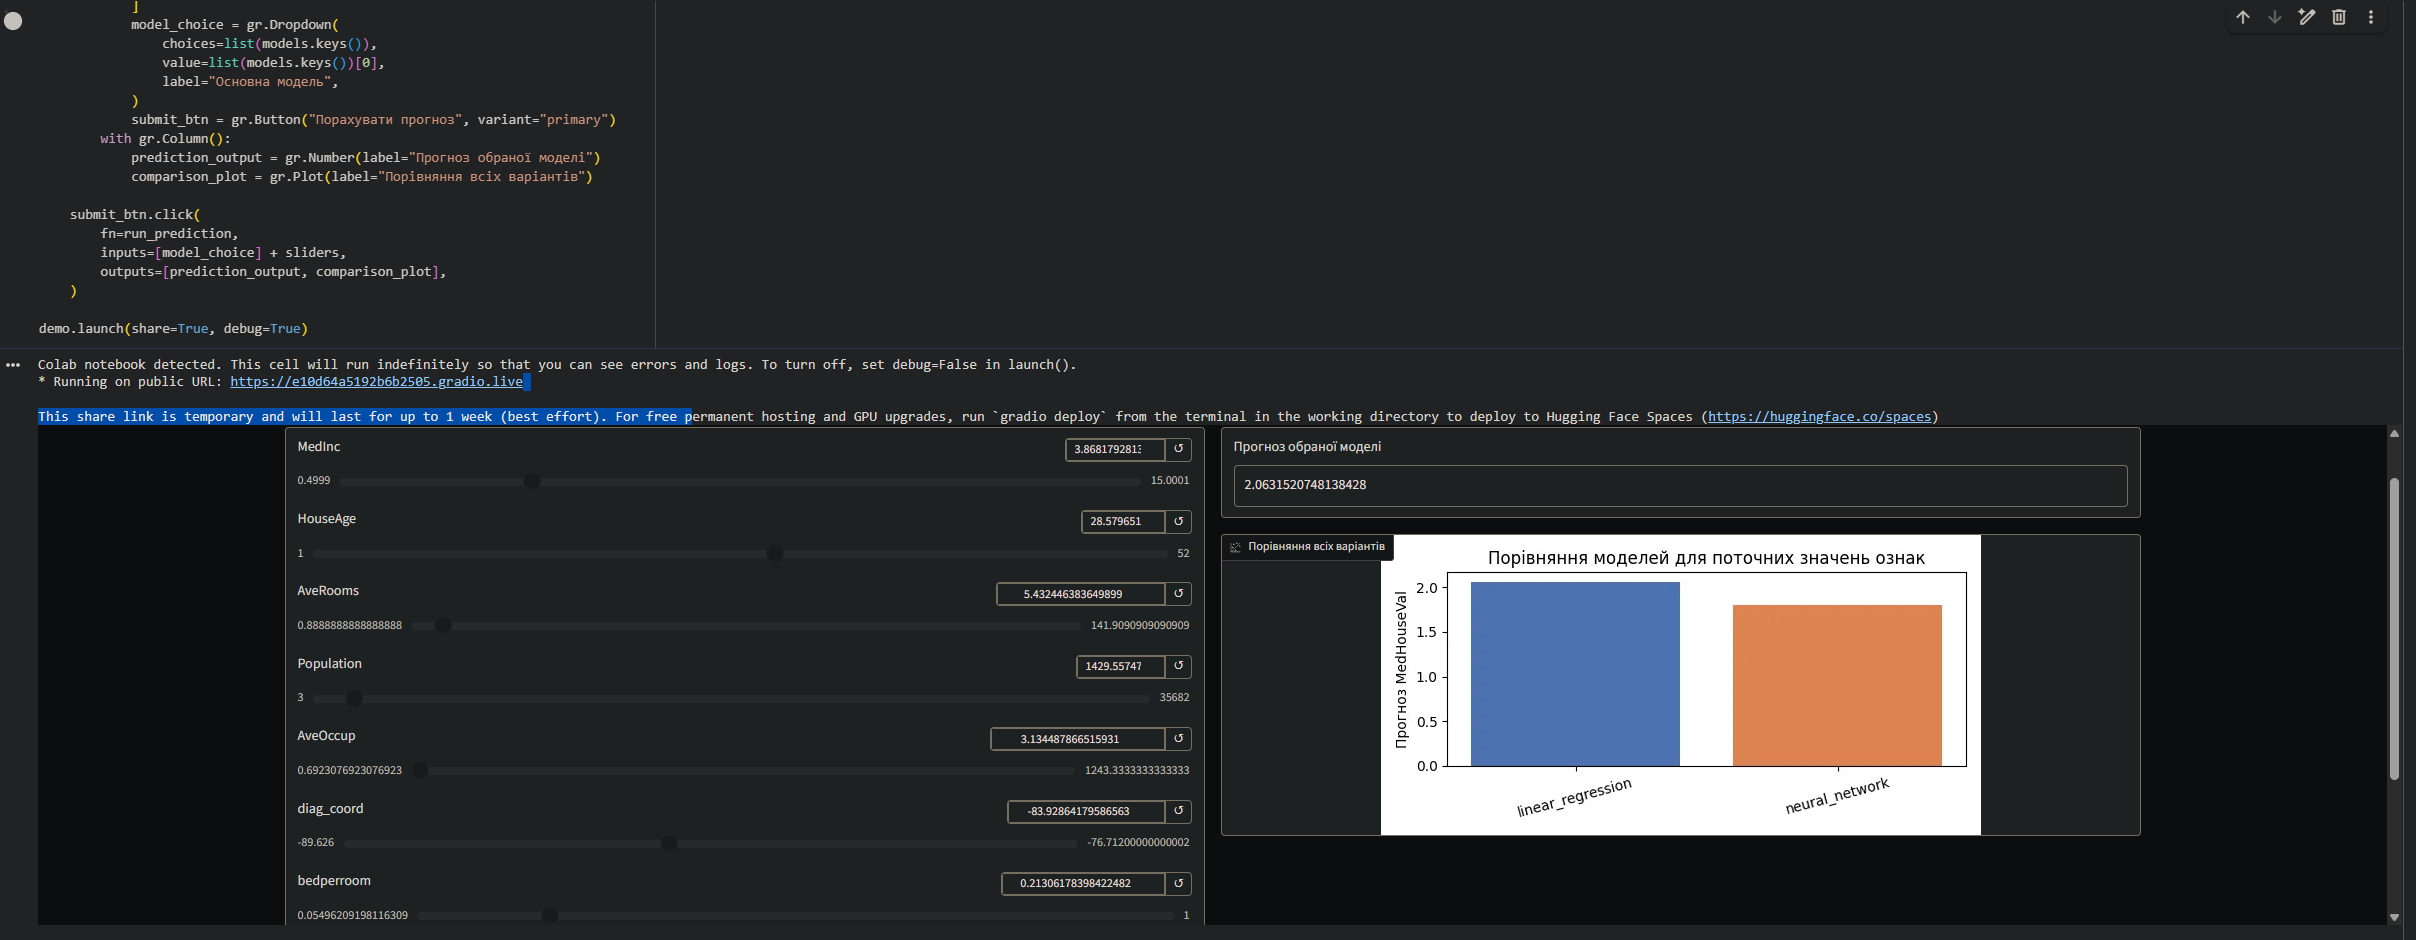 ]
model_choice = gr.Dropdown(
choices=list(models.keys()),
value=list(models.keys())[0],
label="Основна модель",
)
submit_btn = gr.Button("Порахувати прогноз", variant="primary")
with gr.Column():
prediction_output = gr.Number(label="Прогноз обраної моделі")
comparison_plot = gr.Plot(label="Порівняння всіх варіантів")
submit_btn.click(
fn=run_prediction,
inputs=[model_choice] + sliders,
outputs=[prediction_output, comparison_plot],
)
demo.launch(share=True, debug=True)
Colab notebook detected. This cell will run indefinitely so that you can see errors and logs. To turn off, set debug=False in launch().
* Running on public URL: https://e10d64a5192b6b2505.gradio.live
This share link is temporary and will last for up to 1 week (best effort). For free permanent hosting and GPU upgrades, run `gradio deploy` from the terminal in the working directory to deploy to Hugging Face Spaces (https://huggingface.co/spaces)
MedInc
3.8681792813
0.4999
15.0001
HouseAge
28.579651
1
52
AveRooms
5.432446383649899
0.8888888888888888
141.9090909090909
Population
1429.55747
3
35682
AveOccup
3.134487866515931
0.6923076923076923
1243.3333333333333
diag_coord
-83.92864179586563
-89.626
-76.71200000000002
bedperroom
0.21306178398422482
0.05496209198116309
1
Прогноз обраної моделі
2.0631520748138428
Порівняння всіх варіантів
Порівняння моделей для поточних значень ознак
Прогноз MedHouseVal
2.0
1.5
1.0
0.5
0.0
linear_regression
neural_network